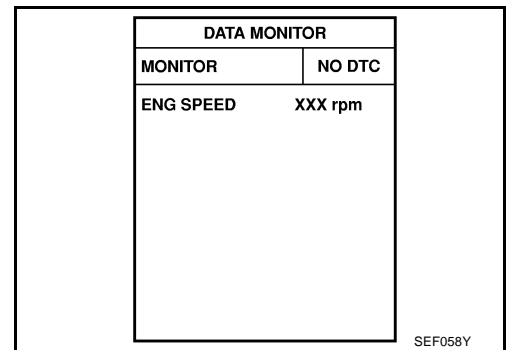 DATA MONITOR
MONITOR NO DTC
ENG SPEED XXX rpm
SEF058Y